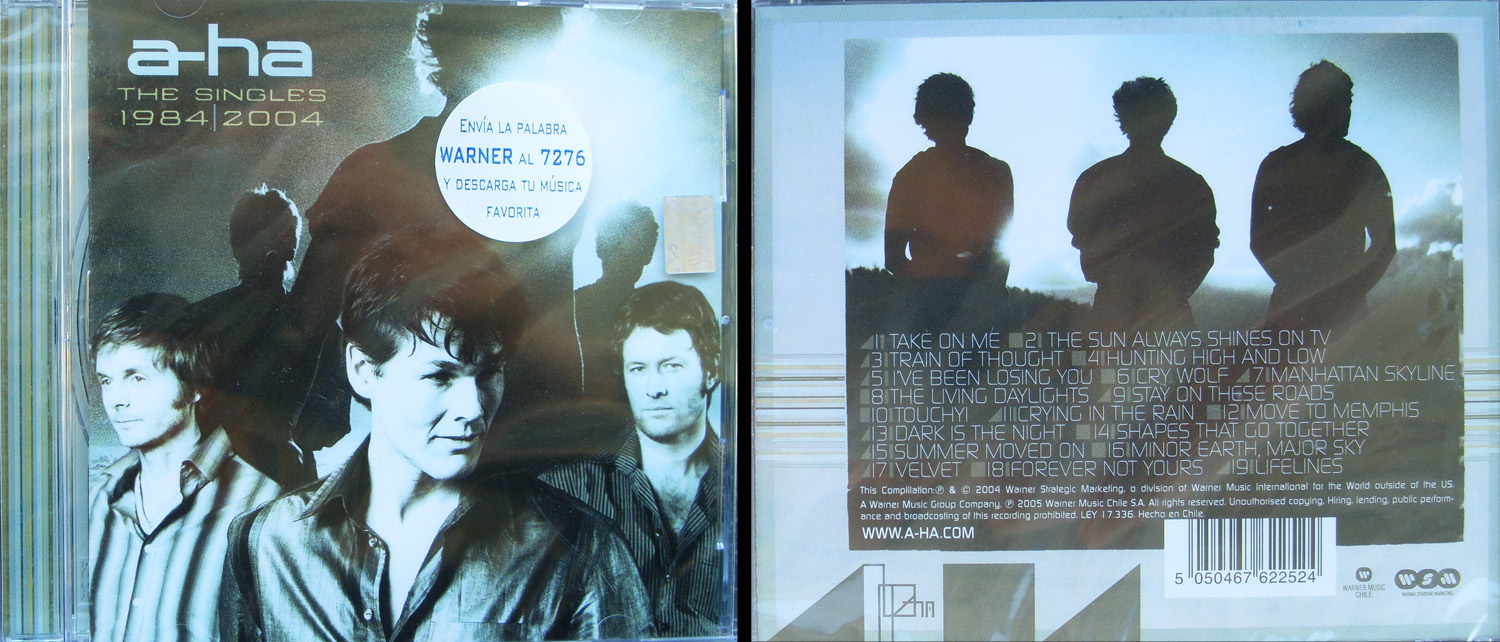 a-ha
THE SINGLES
1984|2004
ENVÍA LA PALABRA
WARNER AL 7276
Y DESCARGA TU MÚSICA
FAVORITA
1| TAKE ON ME 2| THE SUN ALWAYS SHINES ON TV
3| TRAIN OF THOUGHT 4| HUNTING HIGH AND LOW
5| I'VE BEEN LOSING YOU 6| CRY WOLF 7| MANHATTAN SKYLINE
8| THE LIVING DAYLIGHTS 9| STAY ON THESE ROADS
10| TOUCHY! 11| CRYING IN THE RAIN 12| MOVE TO MEMPHIS
13| DARK IS THE NIGHT 14| SHAPES THAT GO TOGETHER
15| SUMMER MOVED ON 16| MINOR EARTH, MAJOR SKY
17| VELVET 18| FOREVER NOT YOURS 19| LIFELINES
This Compilation:℗ & © 2004 Warner Strategic Marketing, a division of Warner Music International for the World outside of the US.
A Warner Music Group Company. ℗ 2005 Warner Music Chile S.A. All rights reserved. Unauthorised copying, Hiring, lending, public perform-
ance and broadcasting of this recording prohibited. LEY 17.336. Hecho en Chile
WWW.A-HA.COM
5 050467 622524
WARNER MUSIC
CHILE
WSM
WARNER STRATEGIC MARKETING
a-ha